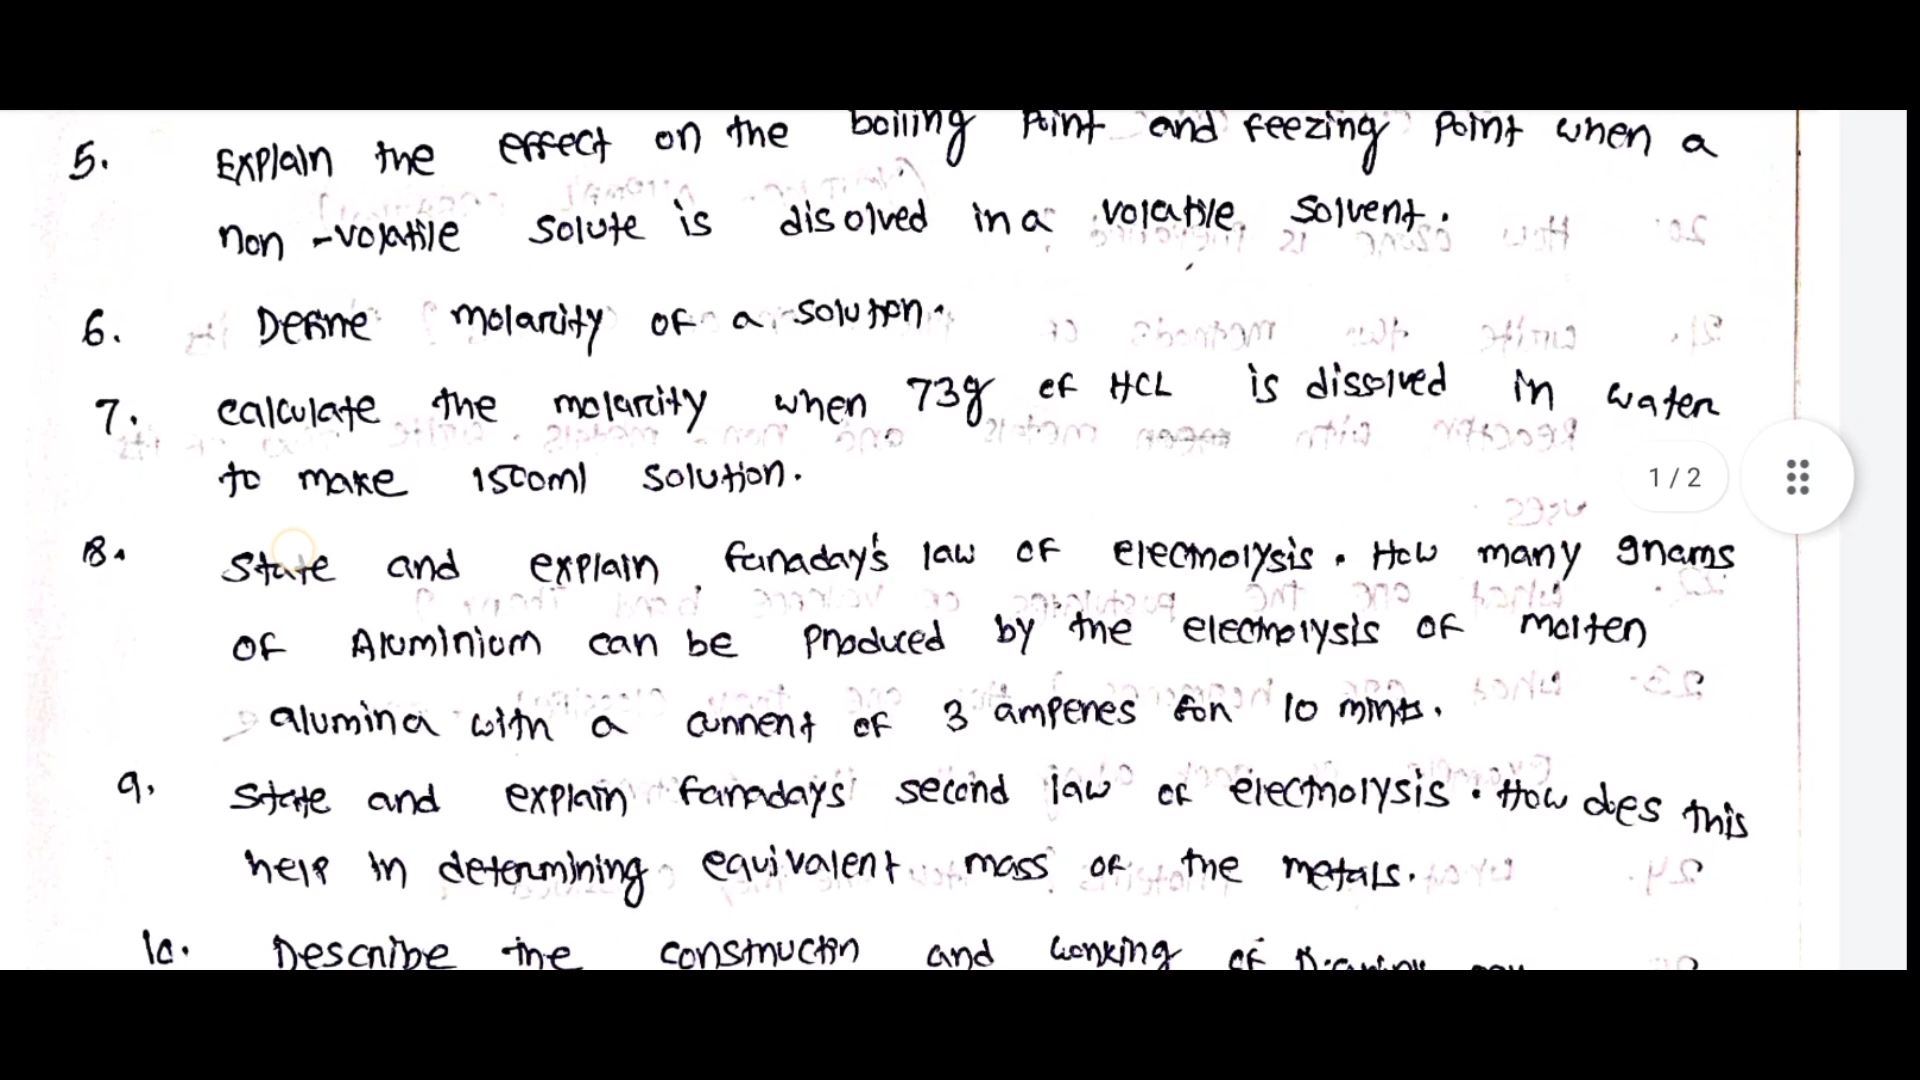 5. Explain the effect on the boiling Point and feezing Point when a
non-volatile solute is disolved in a volatile solvent.
6. Define molarity of a solution.
7. calculate the molarity when 73g of HCL is dissolved in water
to make 1500ml solution.
1/2
8. State and explain faraday's law of electrolysis. How many grams
of Aluminium can be produced by the electrolysis of molten
alumina with a current of 3 amperes for 10 mints.
9. State and explain faradays second law of electrolysis. How does this
help in determining equivalent mass of the metals.
10. Describe the construction and working of